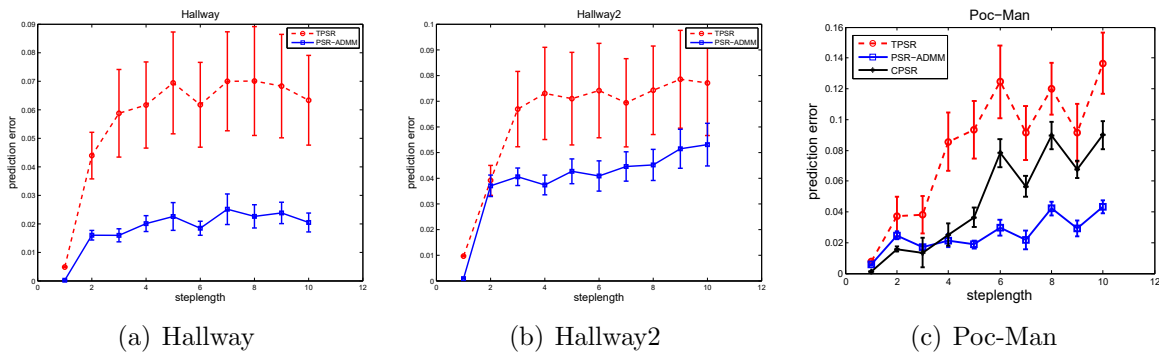 Hallway
TPSR
PSR−ADMM
prediction error
0.09
0.08
0.07
0.06
0.05
0.04
0.03
0.02
0.01
0
0 2 4 6 8 10 12
steplength
(a) Hallway
Hallway2
TPSR
PSR−ADMM
prediction error
0.1
0.09
0.08
0.07
0.06
0.05
0.04
0.03
0.02
0.01
0
0 2 4 6 8 10 12
steplength
(b) Hallway2
Poc−Man
TPSR
PSR−ADMM
CPSR
prediction error
0.16
0.14
0.12
0.1
0.08
0.06
0.04
0.02
0
0 2 4 6 8 10 12
steplength
(c) Poc-Man